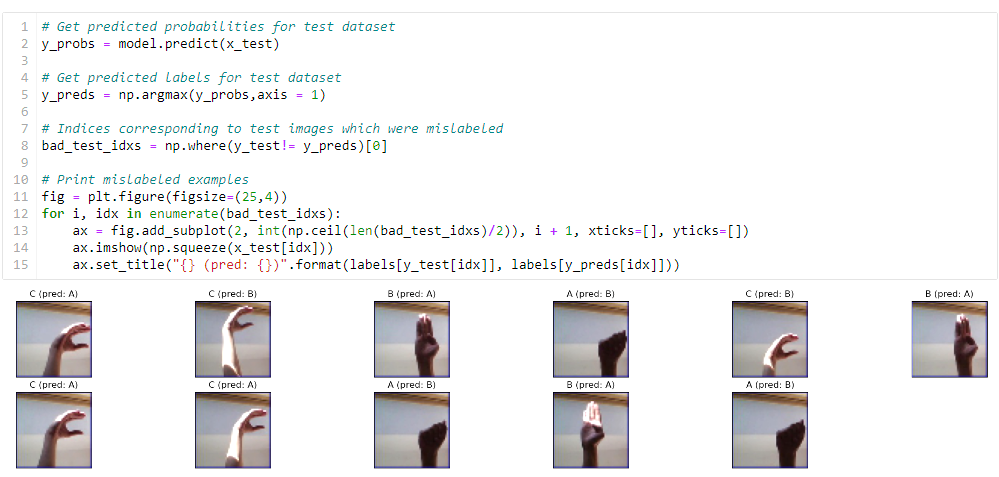 1 # Get predicted probabilities for test dataset
2 y_probs = model.predict(x_test)
3
4 # Get predicted labels for test dataset
5 y_preds = np.argmax(y_probs,axis = 1)
6
7 # Indices corresponding to test images which were mislabeled
8 bad_test_idxs = np.where(y_test!= y_preds)[0]
9
10 # Print mislabeled examples
11 fig = plt.figure(figsize=(25,4))
12 for i, idx in enumerate(bad_test_idxs):
13     ax = fig.add_subplot(2, int(np.ceil(len(bad_test_idxs)/2)), i + 1, xticks=[], yticks=[])
14     ax.imshow(np.squeeze(x_test[idx]))
15     ax.set_title("{} (pred: {})".format(labels[y_test[idx]], labels[y_preds[idx]]))
C (pred: A) C (pred: B) B (pred: A) A (pred: B) C (pred: B) B (pred: A)
C (pred: A) C (pred: A) A (pred: B) B (pred: A) A (pred: B)